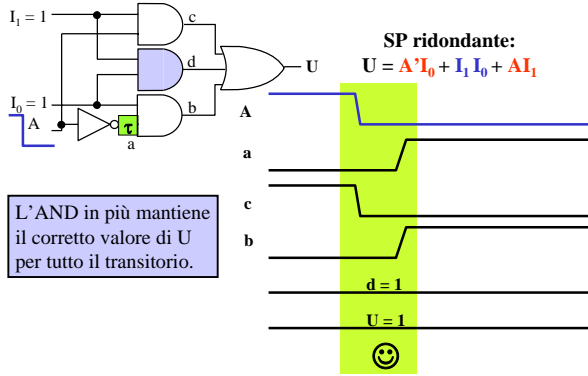 I₁ = 1
c
d
U
I₀ = 1
b
A
τ
a
SP ridondante:
U = A'I₀ + I₁ I₀ + AI₁
A
a
c
b
d = 1
U = 1
L'AND in più mantiene
il corretto valore di U
per tutto il transitorio.